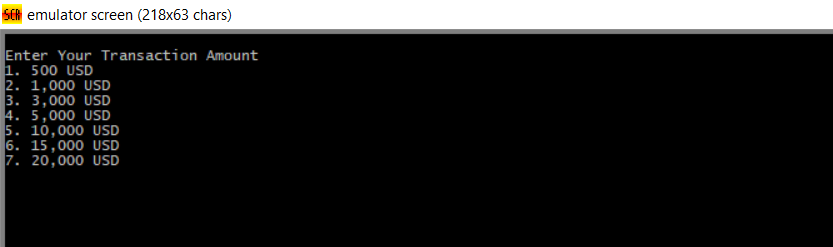 SCR emulator screen (218x63 chars)
Enter Your Transaction Amount
1. 500 USD
2. 1,000 USD
3. 3,000 USD
4. 5,000 USD
5. 10,000 USD
6. 15,000 USD
7. 20,000 USD